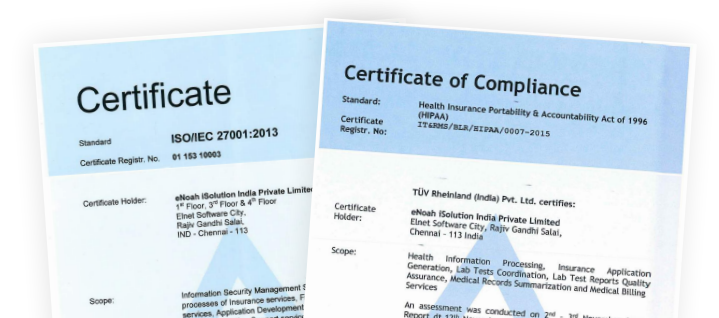 Certificate
Standard ISO/IEC 27001:2013
Certificate Registr. No. 01 153 10003
Certificate Holder: eNoah iSolution India Private Limited
1st Floor, 3rd Floor & 4th Floor
Elnet Software City,
Rajiv Gandhi Salai,
IND - Chennai - 113
Scope: Information Security Management
processes of Insurance services,
services, Application Development
Certificate of Compliance
Standard: Health Insurance Portability & Accountability Act of 1996
(HIPAA)
Certificate
Registr. No: IT&RMS/BLR/HIPAA/0007-2015
TÜV Rheinland (India) Pvt. Ltd. certifies:
Certificate
Holder: eNoah iSolution India Private Limited
Elnet Software City, Rajiv Gandhi Salai,
Chennai - 113 India
Scope: Health Information Processing, Insurance Application
Generation, Lab Tests Coordination, Lab Test Reports Quality
Assurance, Medical Records Summarization and Medical Billing
Services
An assessment was conducted on 2nd - 3rd